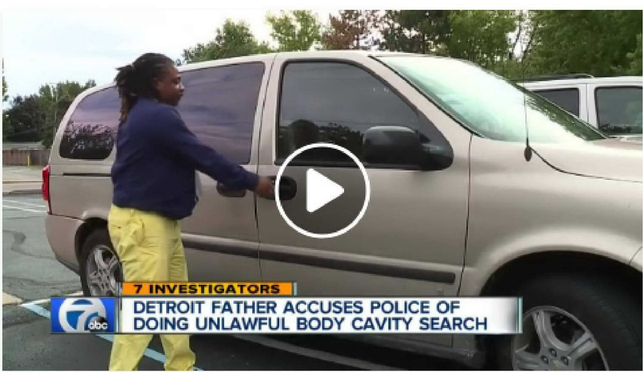 7 INVESTIGATORS
7 abc
DETROIT FATHER ACCUSES POLICE OF
DOING UNLAWFUL BODY CAVITY SEARCH